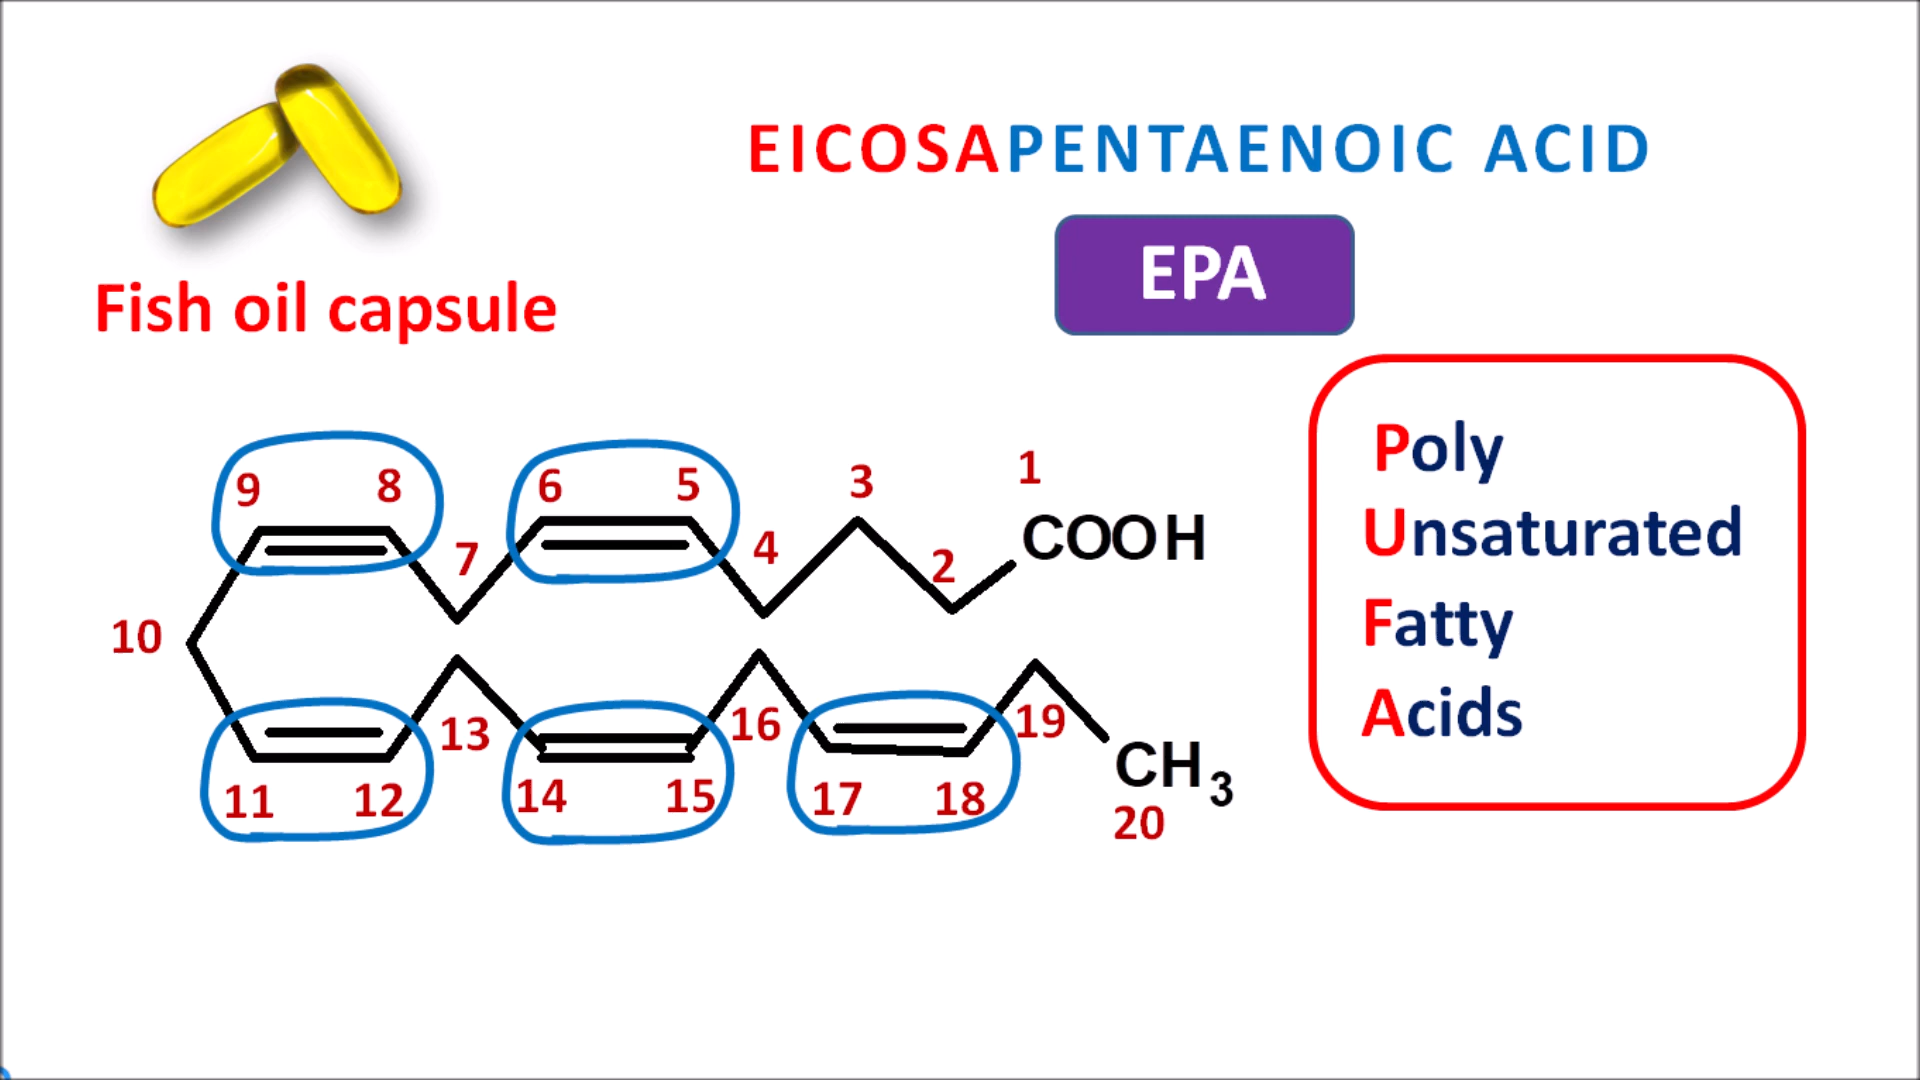 EICOSAPENTAENOIC ACID
EPA
Fish oil capsule
Poly
Unsaturated
Fatty
Acids
9 8 6 5 3 1
COOH
7 4 2
10
13 16 19
CH3
11 12 14 15 17 18
20